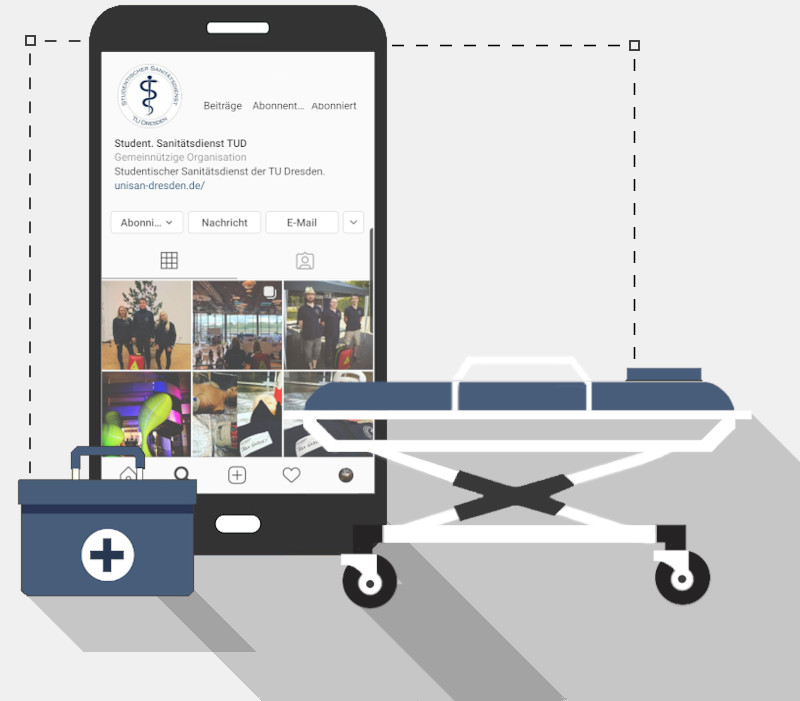 STUDENTISCHER SANITÄTSDIENST
TU DRESDEN
Beiträge Abonnent... Abonniert
Student. Sanitätsdienst TUD
Gemeinnützige Organisation
Studentischer Sanitätsdienst der TU Dresden.
unisan-dresden.de/
Abonni... Nachricht E-Mail